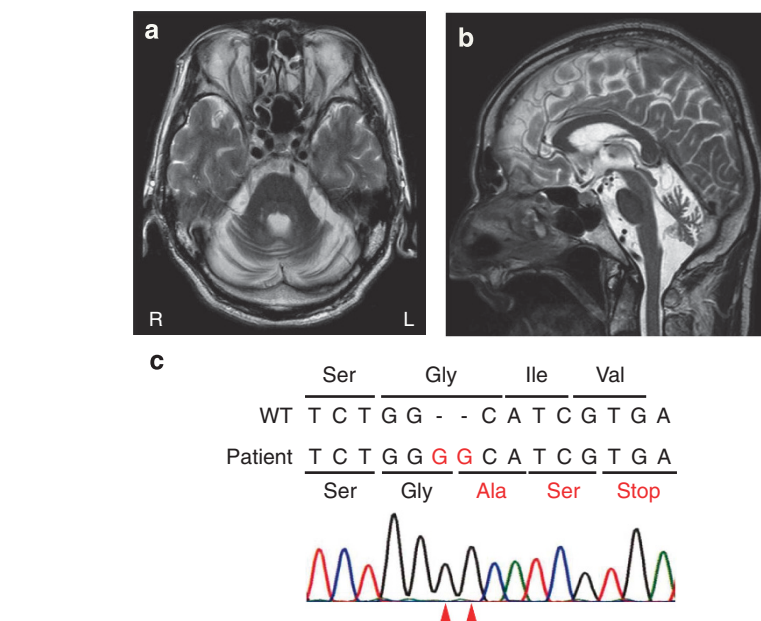 a
b
R L
c
Ser Gly Ile Val
WT T C T G G - - C A T C G T G A
Patient T C T G G G G C A T C G T G A
Ser Gly Ala Ser Stop